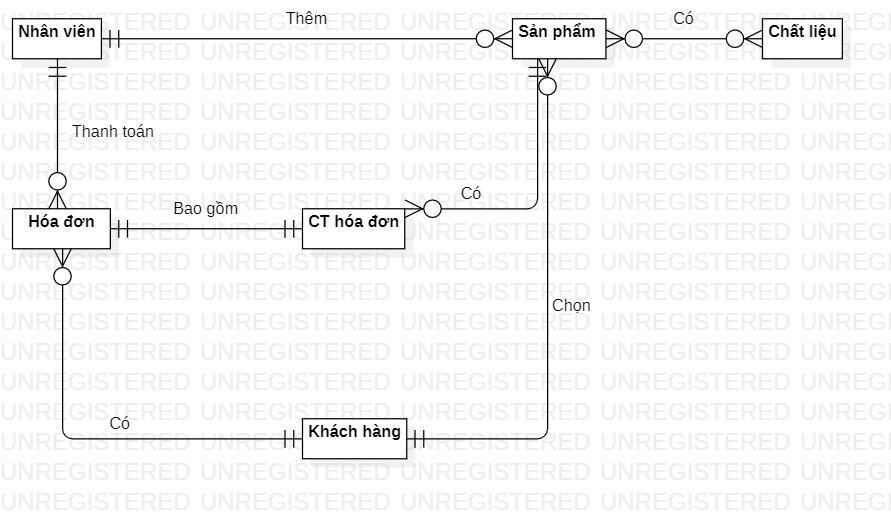 Thêm
Có
Nhân viên
Sản phẩm
Chất liệu
Thanh toán
Có
Bao gồm
Hóa đơn
CT hóa đơn
Chọn
Có
Khách hàng
UNREGISTERED